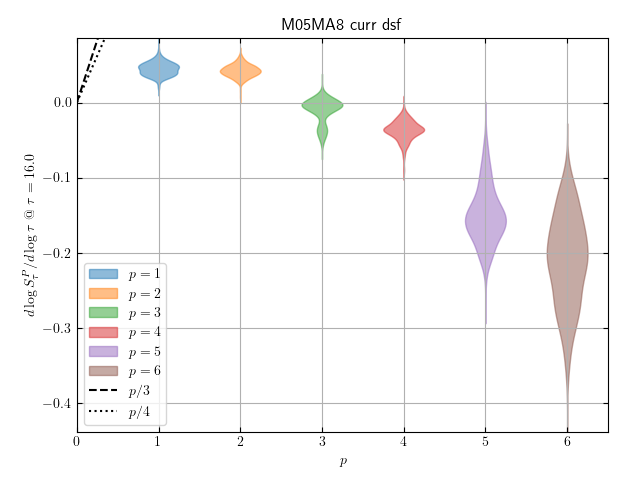 M05MA8 curr dsf
d log S_τ^P / d log τ @ τ = 16.0
0.0
−0.1
−0.2
−0.3
−0.4
p = 1
p = 2
p = 3
p = 4
p = 5
p = 6
p/3
p/4
0 1 2 3 4 5 6
p